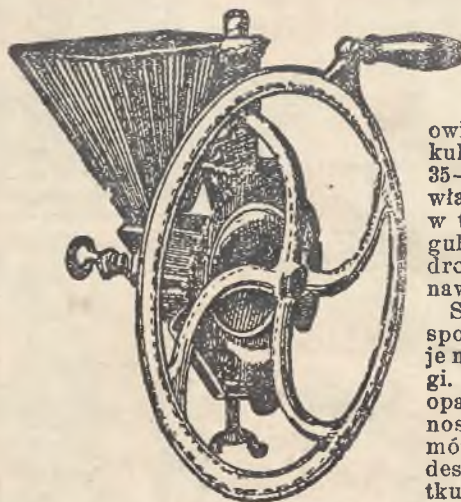 owi
kul
35-
wła
w t
gul
dro
naw
S
spo
je n
gi.
opa
nos
mó
des
tku